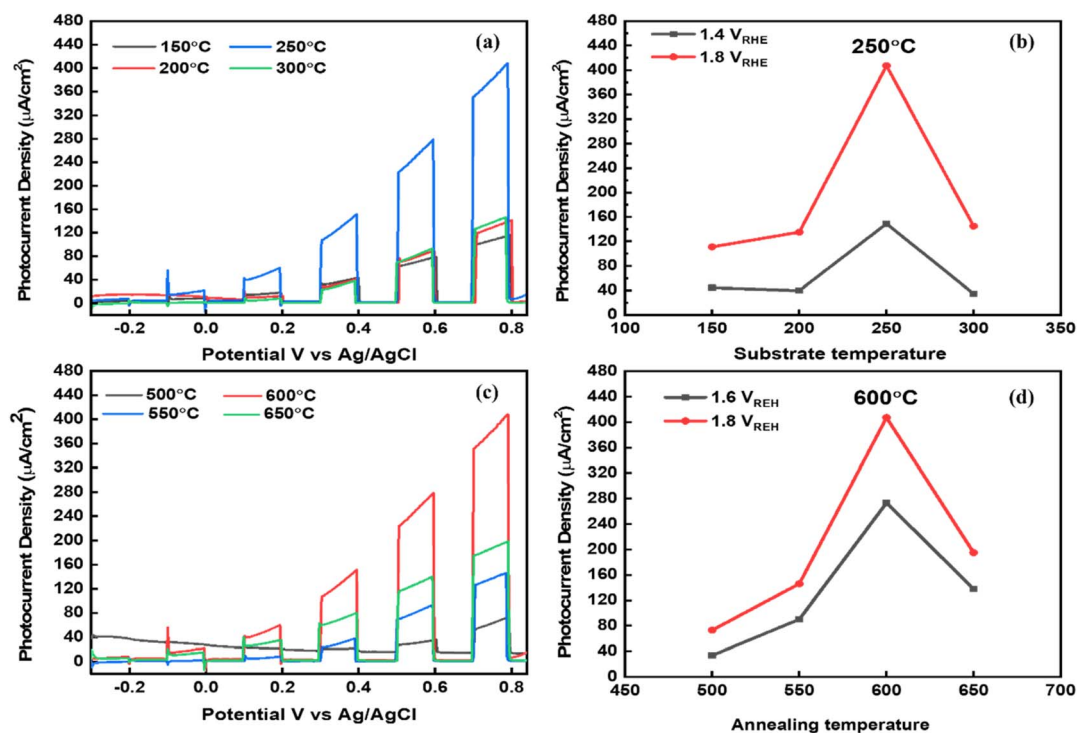 (a)
Photocurrent Density (μA/cm²)
480
440
400
360
320
280
240
200
160
120
80
40
0
150°C
250°C
200°C
300°C
-0.2
0.0
0.2
0.4
0.6
0.8
Potential V vs Ag/AgCl
(b)
250°C
Photocurrent Density (μA/cm²)
480
440
400
360
320
280
240
200
160
120
80
40
0
1.4 V_RHE
1.8 V_RHE
100
150
200
250
300
350
Substrate temperature
(c)
Photocurrent Density (μA/cm²)
480
440
400
360
320
280
240
200
160
120
80
40
0
500°C
600°C
550°C
650°C
-0.2
0.0
0.2
0.4
0.6
0.8
Potential V vs Ag/AgCl
(d)
600°C
Photocurrent Density (μA/cm²)
480
440
400
360
320
280
240
200
160
120
80
40
0
1.6 V_REH
1.8 V_REH
450
500
550
600
650
700
Annealing temperature